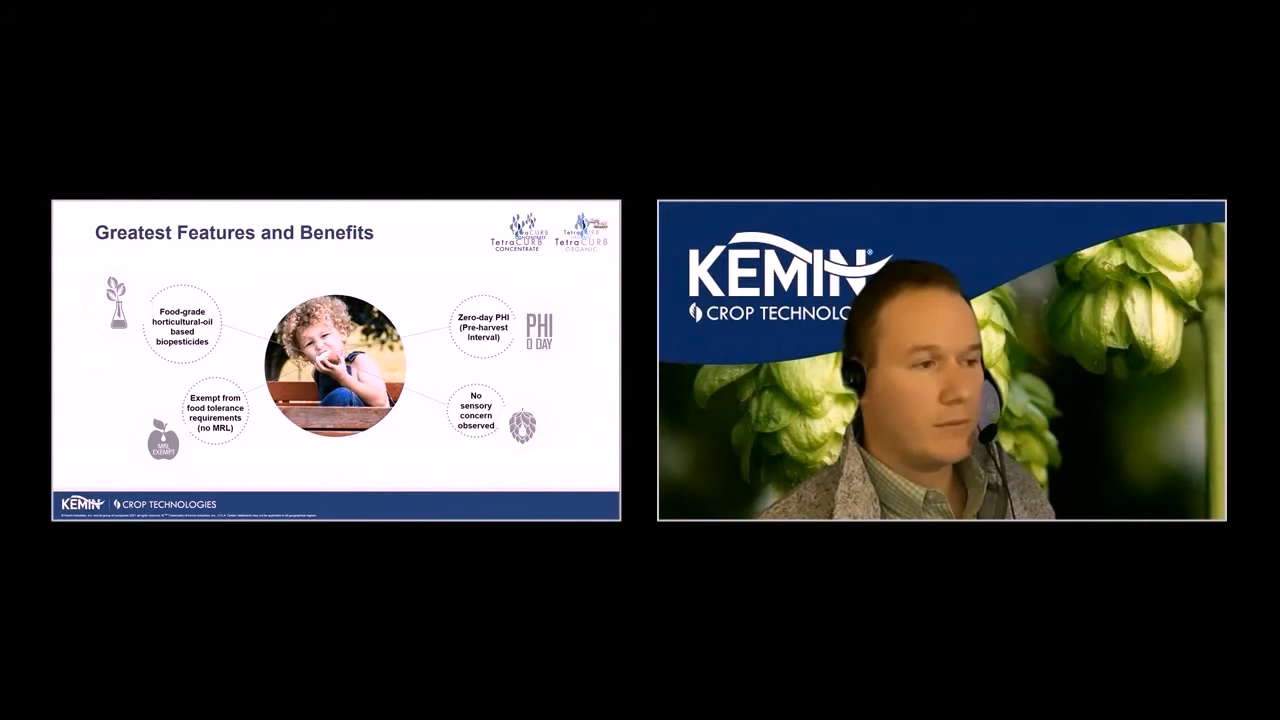 Greatest Features and Benefits
TetraCURB
CONCENTRATE
TetraCURB
ORGANIC
Food-grade
horticultural-oil
based
biopesticides
Zero-day PHI
(Pre-harvest
Interval)
PHI
0 DAY
Exempt from
food tolerance
requirements
(no MRL)
MRL
EXEMPT
No
sensory
concern
observed
KEMIN
CROP TECHNOLOGIES
KEMIN
CROP TECHNOLO